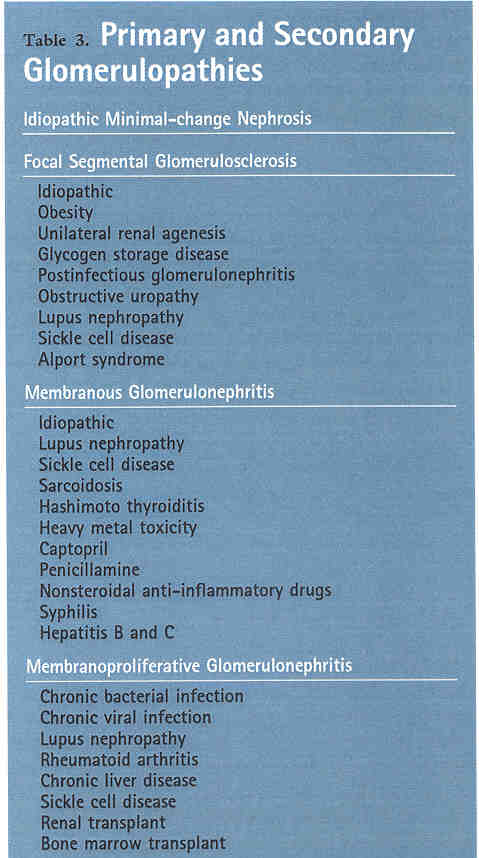 Table 3. Primary and Secondary
Glomerulopathies
Idiopathic Minimal-change Nephrosis
Focal Segmental Glomerulosclerosis
Idiopathic
Obesity
Unilateral renal agenesis
Glycogen storage disease
Postinfectious glomerulonephritis
Obstructive uropathy
Lupus nephropathy
Sickle cell disease
Alport syndrome
Membranous Glomerulonephritis
Idiopathic
Lupus nephropathy
Sickle cell disease
Sarcoidosis
Hashimoto thyroiditis
Heavy metal toxicity
Captopril
Penicillamine
Nonsteroidal anti-inflammatory drugs
Syphilis
Hepatitis B and C
Membranoproliferative Glomerulonephritis
Chronic bacterial infection
Chronic viral infection
Lupus nephropathy
Rheumatoid arthritis
Chronic liver disease
Sickle cell disease
Renal transplant
Bone marrow transplant